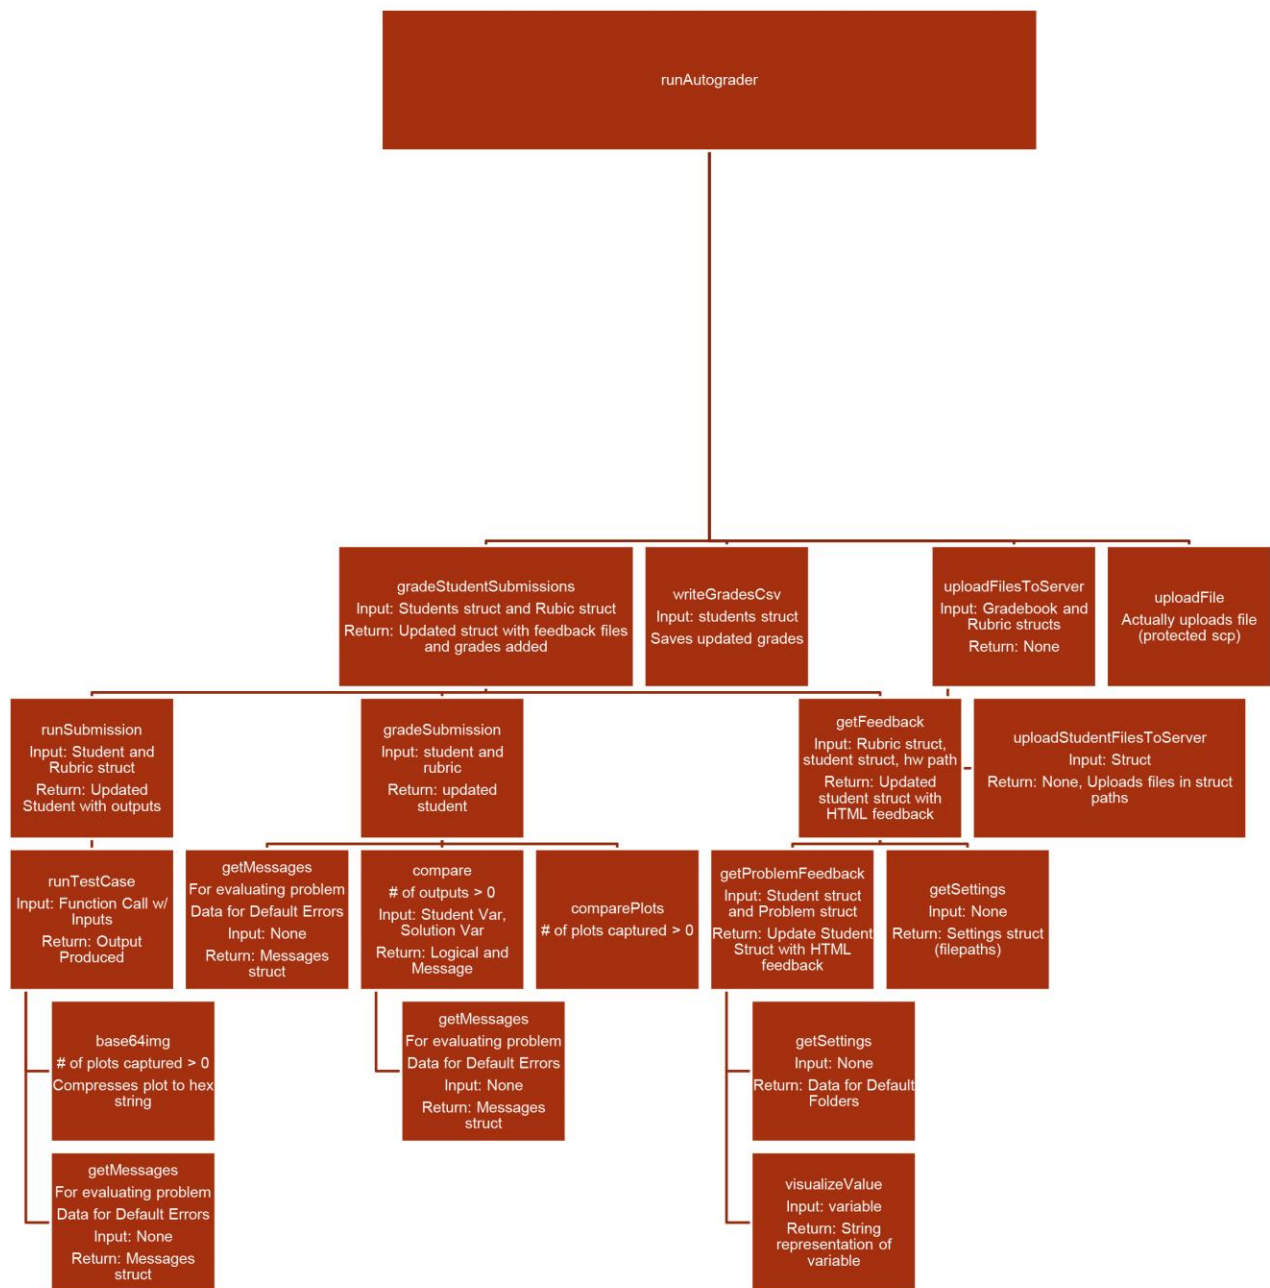 runAutograder
gradeStudentSubmissions
Input: Students struct and Rubic struct
Return: Updated struct with feedback files
and grades added
writeGradesCsv
Input: students struct
Saves updated grades
uploadFilesToServer
Input: Gradebook and
Rubric structs
Return: None
uploadFile
Actually uploads file
(protected scp)
runSubmission
Input: Student and
Rubric struct
Return: Updated
Student with outputs
gradeSubmission
Input: student and
rubric
Return: updated
student
getFeedback
Input: Rubric struct,
student struct, hw path
Return: Updated
student struct with
HTML feedback
uploadStudentFilesToServer
Input: Struct
Return: None, Uploads files in struct
paths
runTestCase
Input: Function Call w/
Inputs
Return: Output
Produced
getMessages
For evaluating problem
Data for Default Errors
Input: None
Return: Messages
struct
compare
# of outputs > 0
Input: Student Var,
Solution Var
Return: Logical and
Message
comparePlots
# of plots captured > 0
getProblemFeedback
Input: Student struct
and Problem struct
Return: Update Student
Struct with HTML
feedback
getSettings
Input: None
Return: Settings struct
(filepaths)
base64img
# of plots captured > 0
Compresses plot to hex
string
getMessages
For evaluating problem
Data for Default Errors
Input: None
Return: Messages
struct
getSettings
Input: None
Return: Data for Default
Folders
getMessages
For evaluating problem
Data for Default Errors
Input: None
Return: Messages
struct
visualizeValue
Input: variable
Return: String
representation of
variable